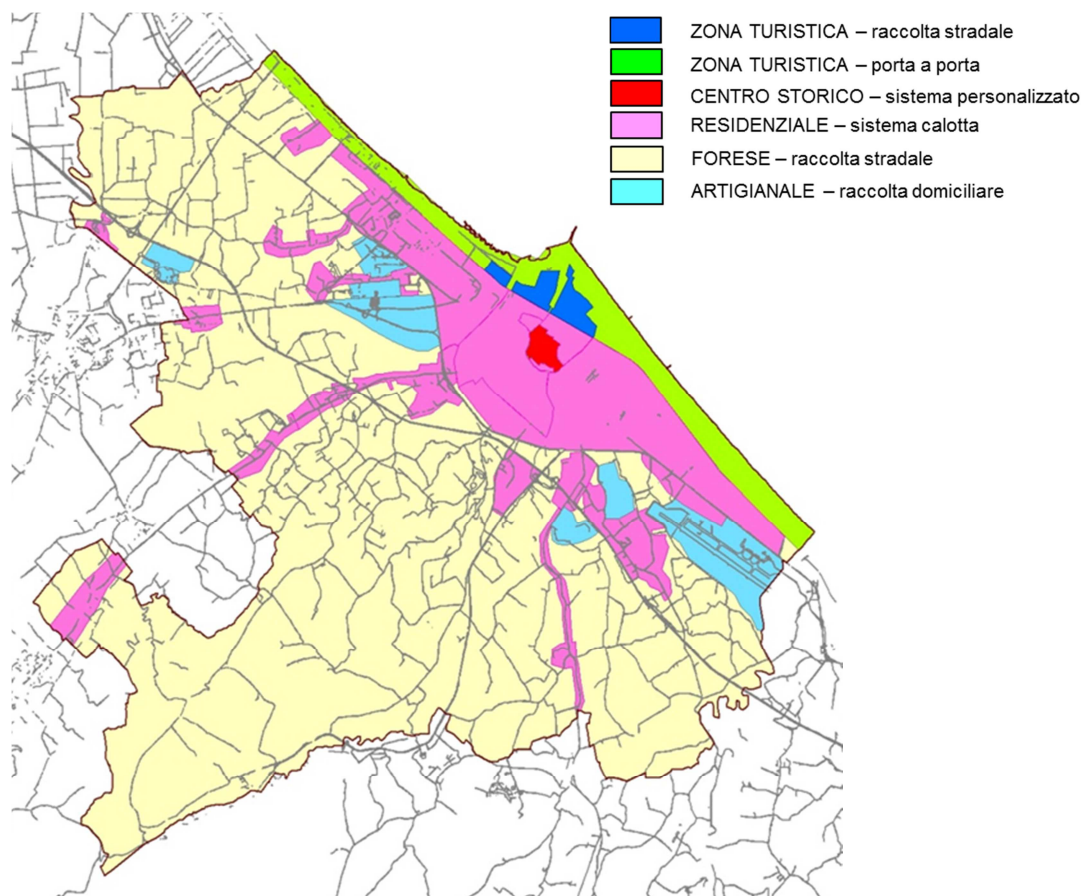 ZONA TURISTICA – raccolta stradale
ZONA TURISTICA – porta a porta
CENTRO STORICO – sistema personalizzato
RESIDENZIALE – sistema calotta
FORESE – raccolta stradale
ARTIGIANALE – raccolta domiciliare